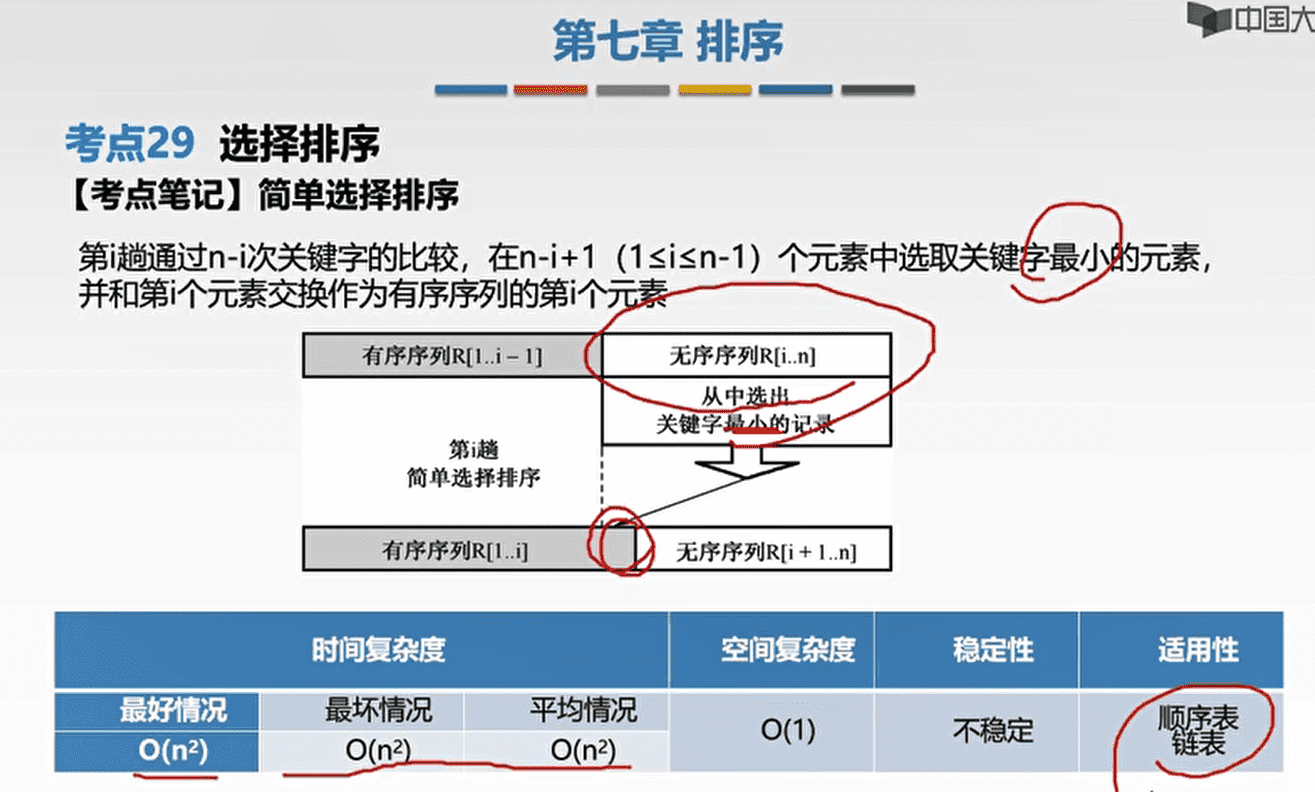 第七章 排序
中国大
考点29 选择排序
【考点笔记】简单选择排序
第i趟通过n-i次关键字的比较，在n-i+1（1≤i≤n-1）个元素中选取关键字最小的元素，
并和第i个元素交换作为有序序列的第i个元素
有序序列R[1..i－1] 无序序列R[i..n]
从中选出
关键字最小的记录
第i趟
简单选择排序
有序序列R[1..i] 无序序列R[i＋1..n]
时间复杂度 空间复杂度 稳定性 适用性
最好情况 最坏情况 平均情况 O(1) 不稳定 顺序表
O(n²) O(n²) O(n²) 链表